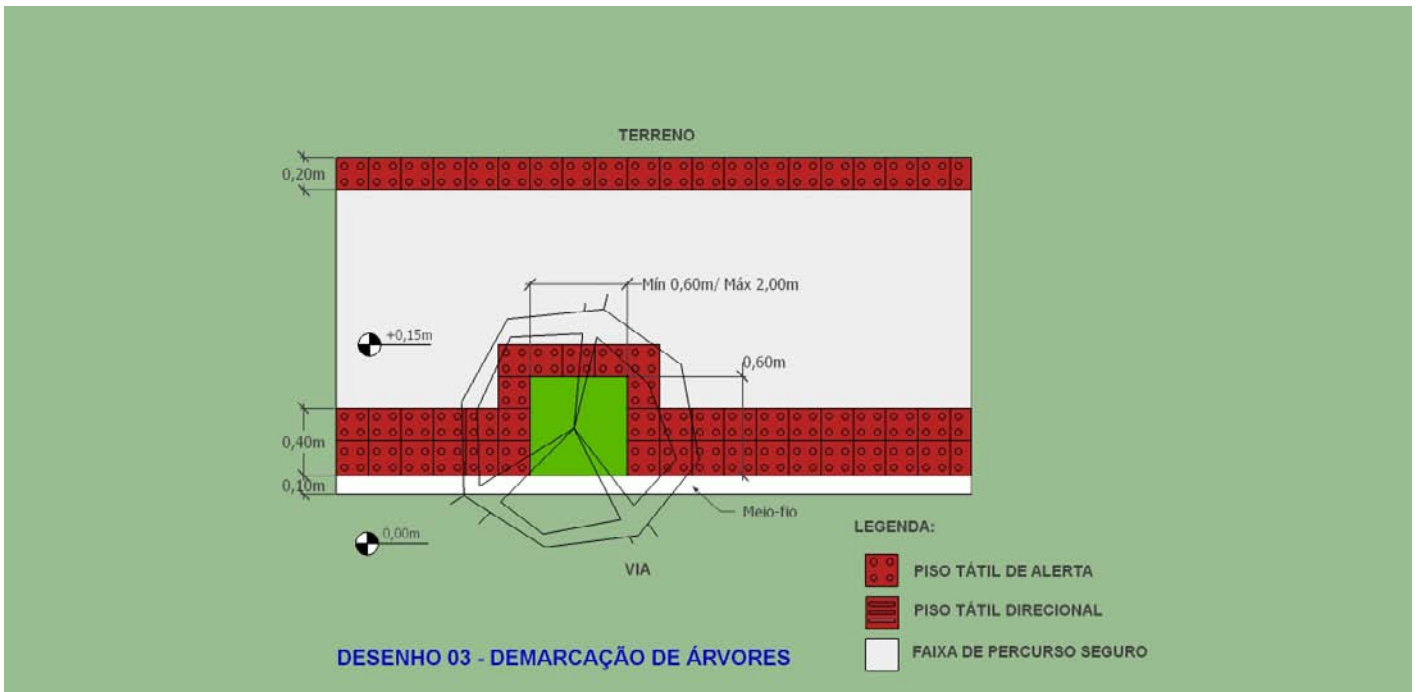 TERRENO
0,20m
Mín 0,60m/ Máx 2,00m
+0,15m
0,60m
0,40m
0,10m
Meio-fio
0,00m
VIA
LEGENDA:
PISO TÁTIL DE ALERTA
PISO TÁTIL DIRECIONAL
FAIXA DE PERCURSO SEGURO
DESENHO 03 - DEMARCAÇÃO DE ÁRVORES